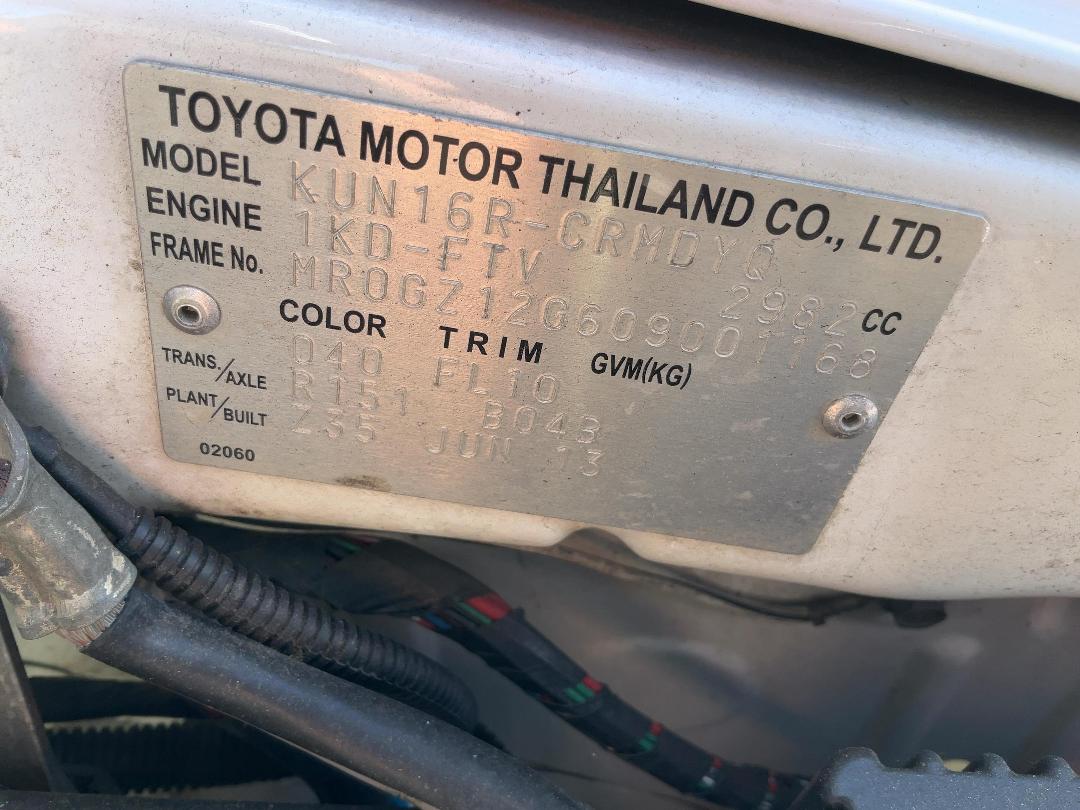 TOYOTA MOTOR THAILAND CO., LTD.
MODEL KUN16R-CRMDYQ
ENGINE 1KD-FTV 2982 CC
FRAME No. MR0GZ12G609001168
COLOR TRIM GVM(KG)
040 FL10
TRANS./AXLE R151 B04B
PLANT/BUILT Z35 JUN 13
02060